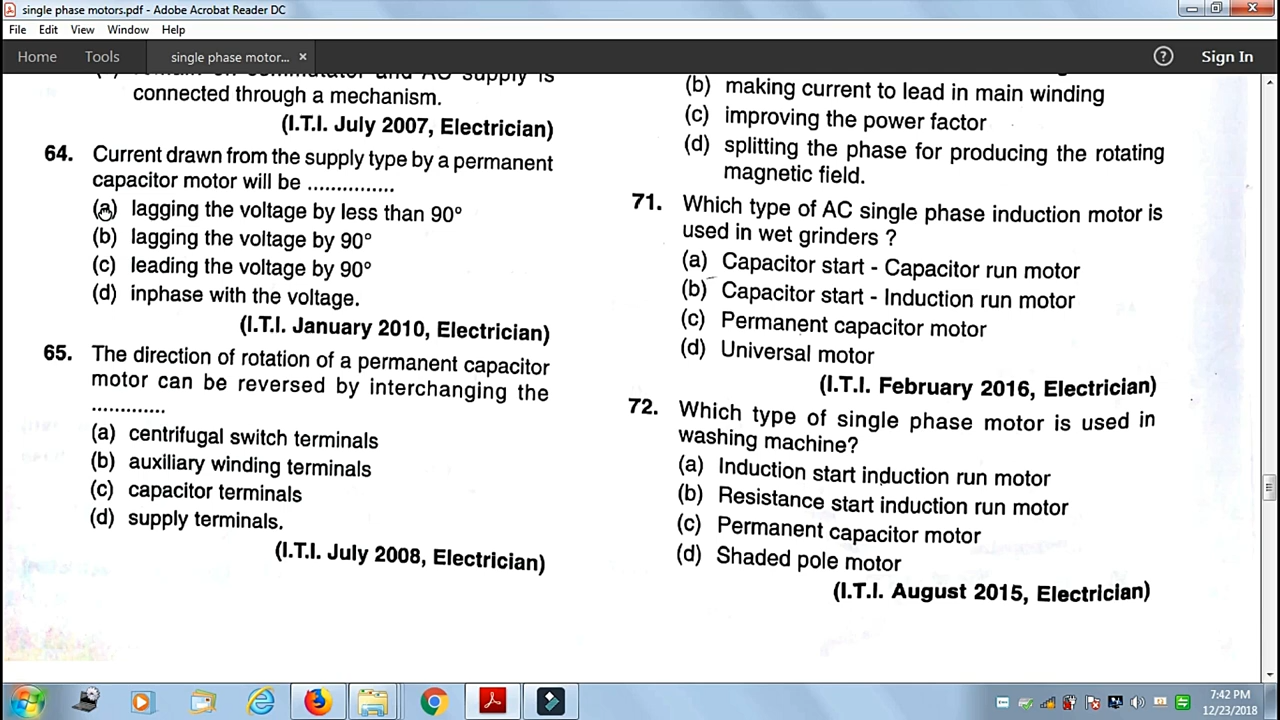 single phase motors.pdf - Adobe Acrobat Reader DC
File Edit View Window Help
Home Tools single phase motor... × Sign In
connected through a mechanism.
(I.T.I. July 2007, Electrician)
64. Current drawn from the supply type by a permanent
capacitor motor will be ...............
(a) lagging the voltage by less than 90°
(b) lagging the voltage by 90°
(c) leading the voltage by 90°
(d) inphase with the voltage.
(I.T.I. January 2010, Electrician)
65. The direction of rotation of a permanent capacitor
motor can be reversed by interchanging the
.............
(a) centrifugal switch terminals
(b) auxiliary winding terminals
(c) capacitor terminals
(d) supply terminals.
(I.T.I. July 2008, Electrician)
(b) making current to lead in main winding
(c) improving the power factor
(d) splitting the phase for producing the rotating
magnetic field.
71. Which type of AC single phase induction motor is
used in wet grinders ?
(a) Capacitor start - Capacitor run motor
(b) Capacitor start - Induction run motor
(c) Permanent capacitor motor
(d) Universal motor
(I.T.I. February 2016, Electrician)
72. Which type of single phase motor is used in
washing machine?
(a) Induction start induction run motor
(b) Resistance start induction run motor
(c) Permanent capacitor motor
(d) Shaded pole motor
(I.T.I. August 2015, Electrician)
7:42 PM
12/23/2018